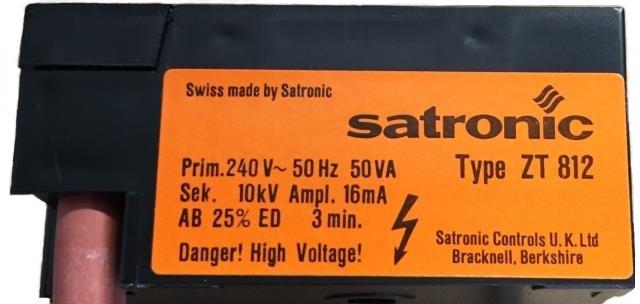 Swiss made by Satronic
satronic
Prim.240 V~ 50 Hz 50 VA
Type ZT 812
Sek. 10kV Ampl. 16mA
AB 25% ED 3 min.
Danger! High Voltage!
Satronic Controls U.K. Ltd
Bracknell, Berkshire